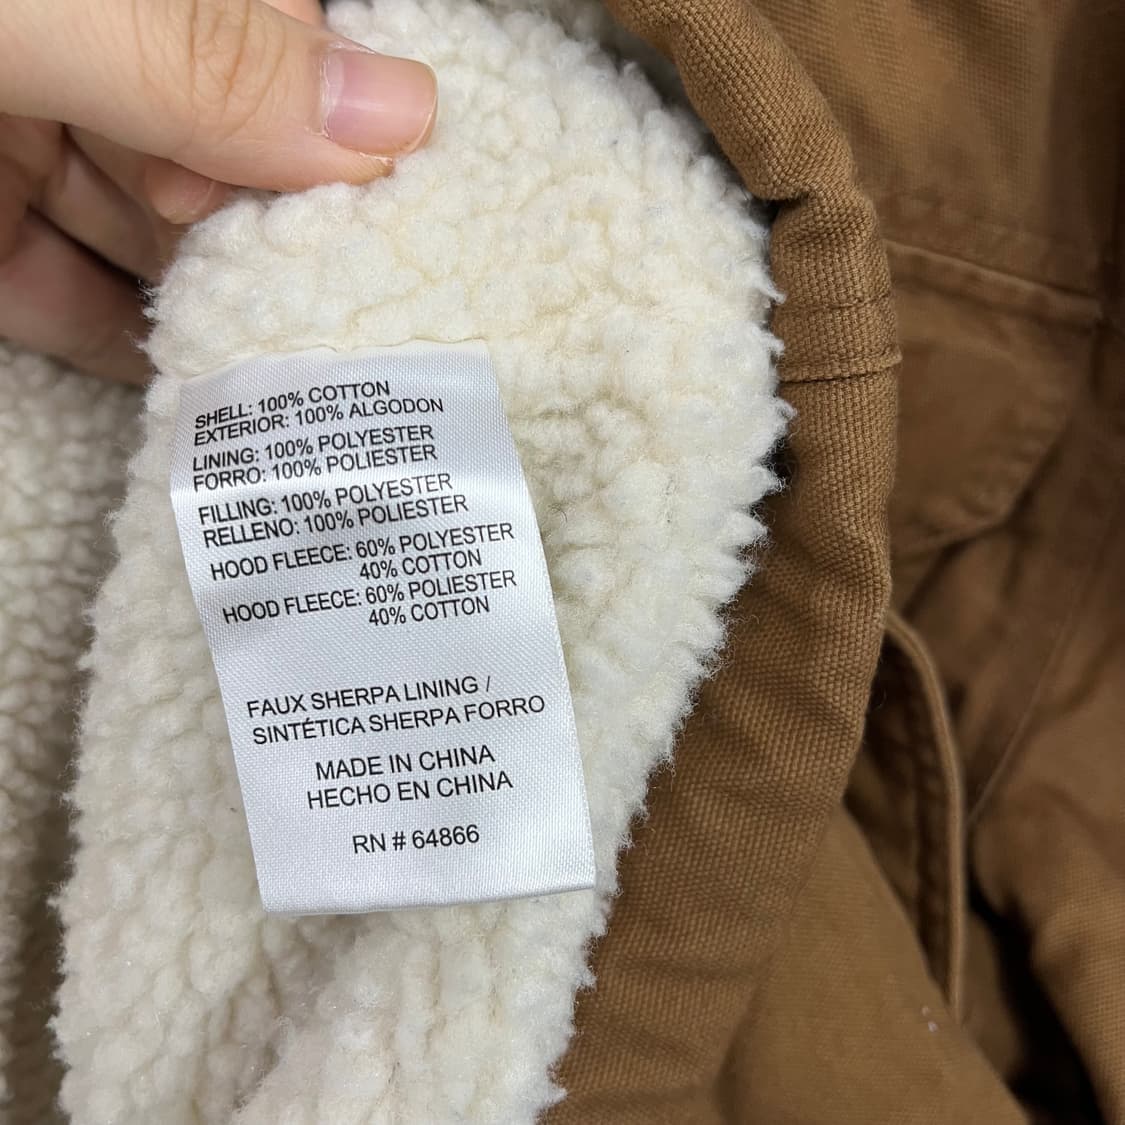 SHELL: 100% COTTON
EXTERIOR: 100% ALGODON
LINING: 100% POLYESTER
FORRO: 100% POLIESTER
FILLING: 100% POLYESTER
RELLENO: 100% POLIESTER
HOOD FLEECE: 60% POLYESTER
40% COTTON
HOOD FLEECE: 60% POLIESTER
40% COTTON
FAUX SHERPA LINING /
SINTÉTICA SHERPA FORRO
MADE IN CHINA
HECHO EN CHINA
RN # 64866